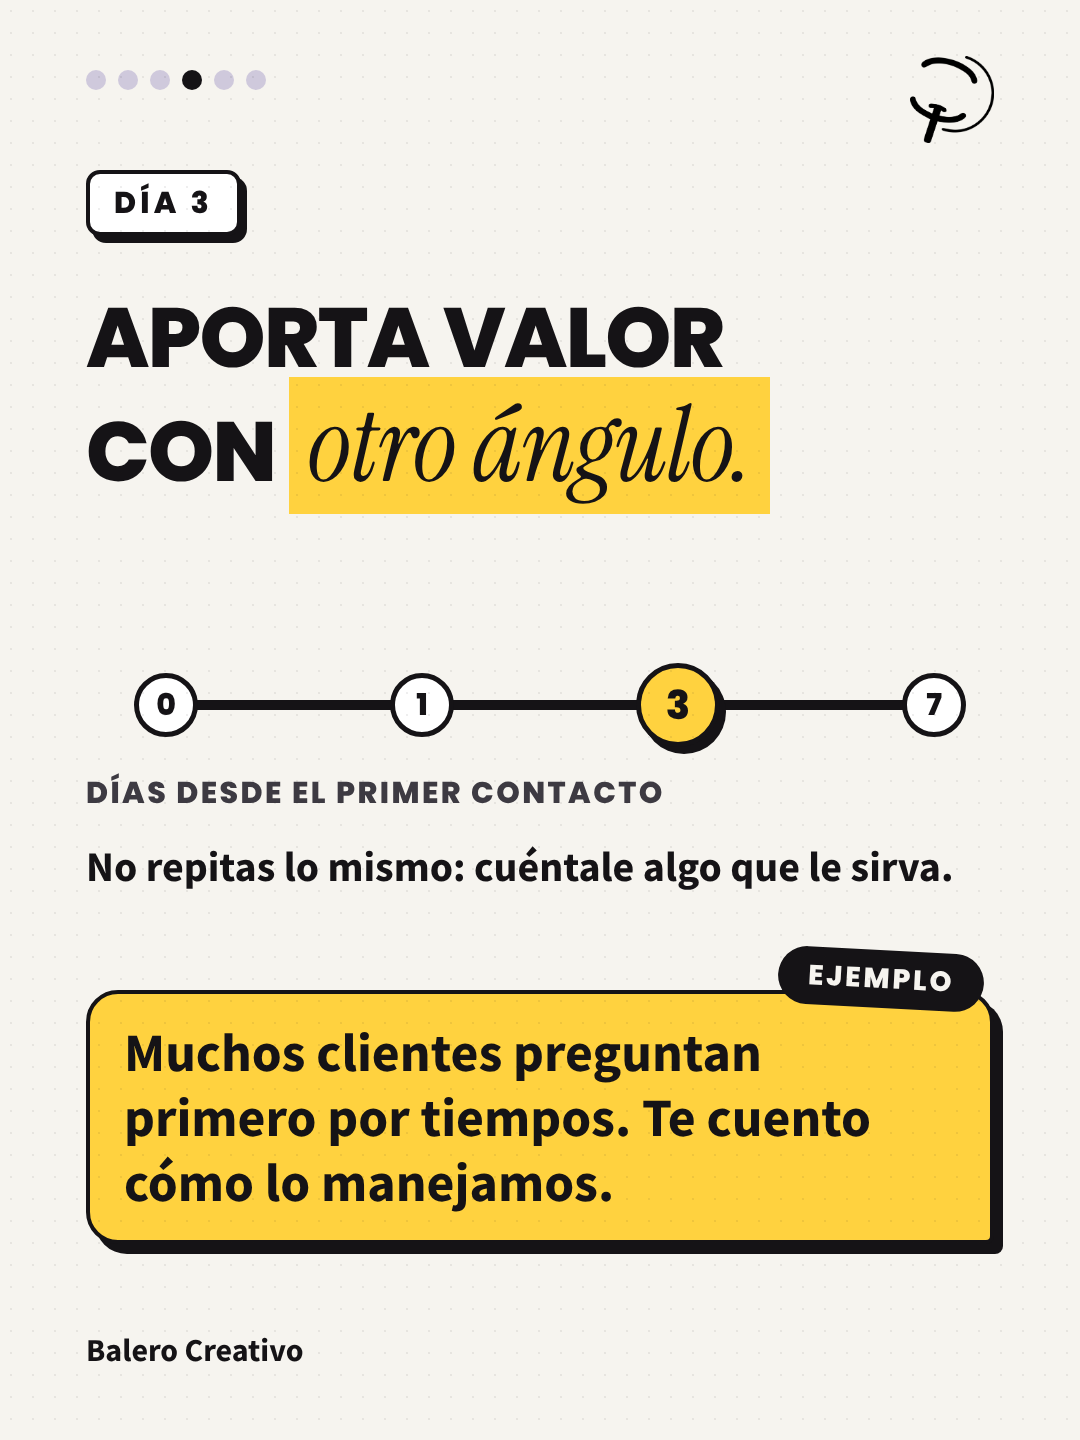 DÍA 3
APORTA VALOR
CON otro ángulo.
0 1 3 7
DÍAS DESDE EL PRIMER CONTACTO
No repitas lo mismo: cuéntale algo que le sirva.
EJEMPLO
Muchos clientes preguntan
primero por tiempos. Te cuento
cómo lo manejamos.
Balero Creativo